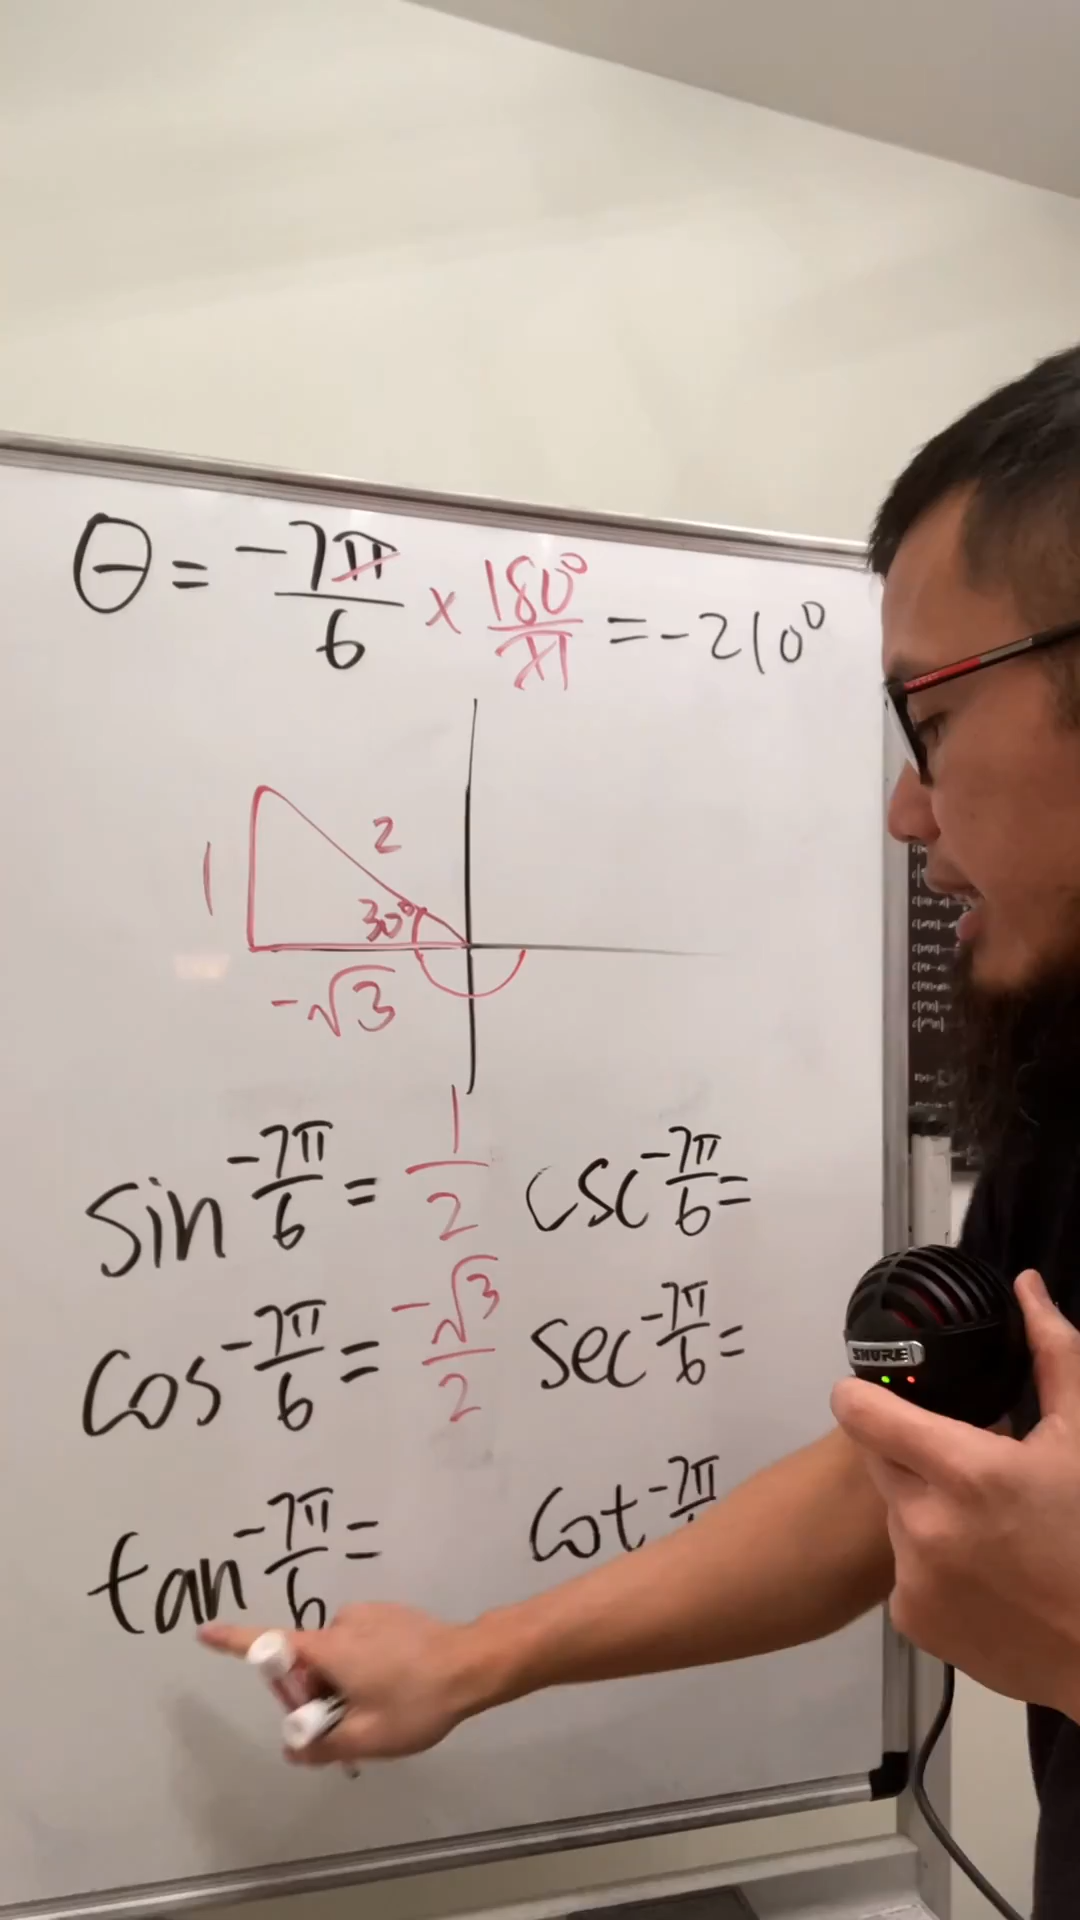 θ = -7π/6 × 180°/π = -210°
2
1
30°
-√3
sin -7π/6 = 1/2
csc -7π/6 =
cos -7π/6 = -√3/2
sec -7π/6 =
SHURE
tan -7π/6 =
cot -7π